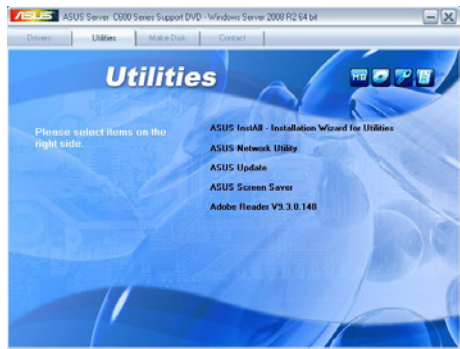 ASUS ASUS Server C600 Series Support DVD - Windows Server 2008 R2 64 bit
Drivers Utilities Make Disk Contact
Utilities
MB
Please select items on the
right side.
ASUS InstAll - Installation Wizard for Utilities
ASUS Network Utility
ASUS Update
ASUS Screen Saver
Adobe Reader V9.3.0.148